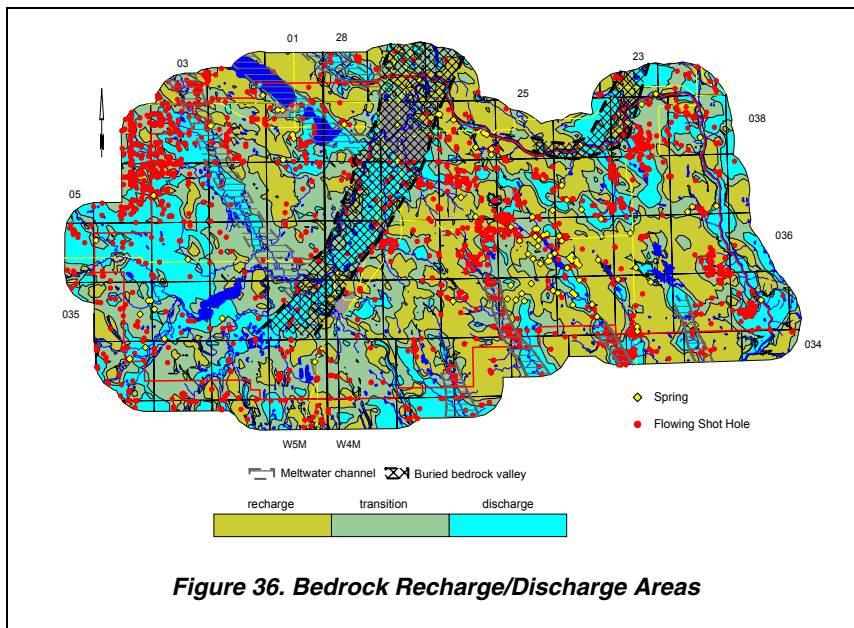 01
28
03
23
25
038
05
036
035
034
Spring
Flowing Shot Hole
W5M W4M
Meltwater channel Buried bedrock valley
recharge transition discharge
Figure 36. Bedrock Recharge/Discharge Areas